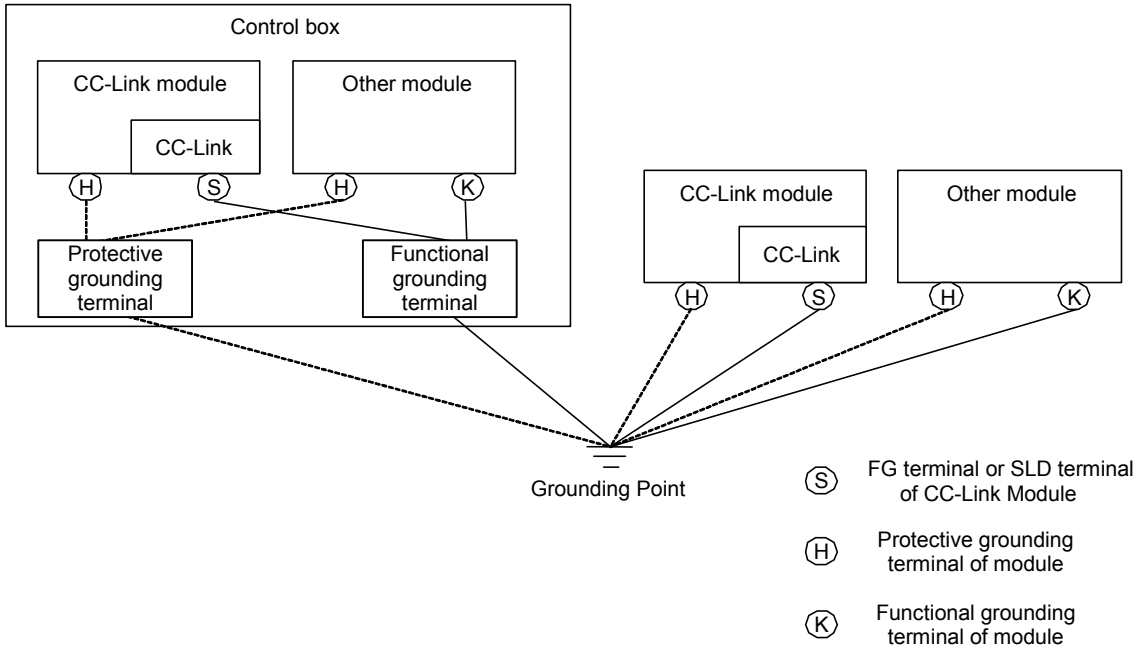 Control box
CC-Link module
CC-Link
Other module
H
S
H
K
Protective
grounding
terminal
Functional
grounding
terminal
CC-Link module
CC-Link
Other module
H
S
H
K
Grounding Point
S
FG terminal or SLD terminal
of CC-Link Module
H
Protective grounding
terminal of module
K
Functional grounding
terminal of module